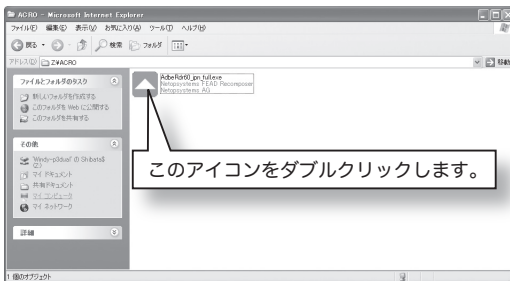 ACRO - Microsoft Internet Explorer
ファイル(F) 編集(E) 表示(V) お気に入り(A) ツール(T) ヘルプ(H)
戻る 検索 フォルダ
アドレス(D) Z:¥ACRO 移動
ファイルとフォルダのタスク
新しいフォルダを作成する
このフォルダを Web に公開する
このフォルダを共有する
その他
マイ ドキュメント
共有ドキュメント
マイ コンピュータ
マイ ネットワーク
詳細
AdbeRdr60_jpn_full.exe
Netopsystems FEAD Recomposer
Netopsystems AG
このアイコンをダブルクリックします。
1 個のオブジェクト